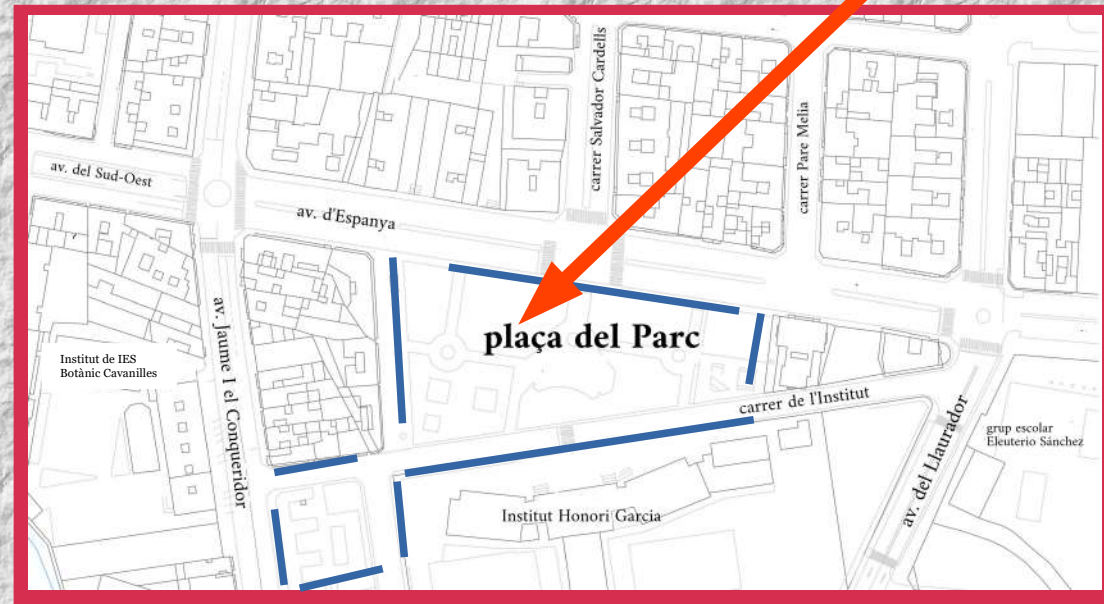 carrer Salvador Cardells
carrer Pare Melia
av. del Sud-Oest
av. d'Espanya
plaça del Parc
av. Jaume I el Conqueridor
Institut de IES
Botànic Cavanilles
carrer de l'Institut
av. del Llaurador
grup escolar
Eleuterio Sánchez
Institut Honori Garcia